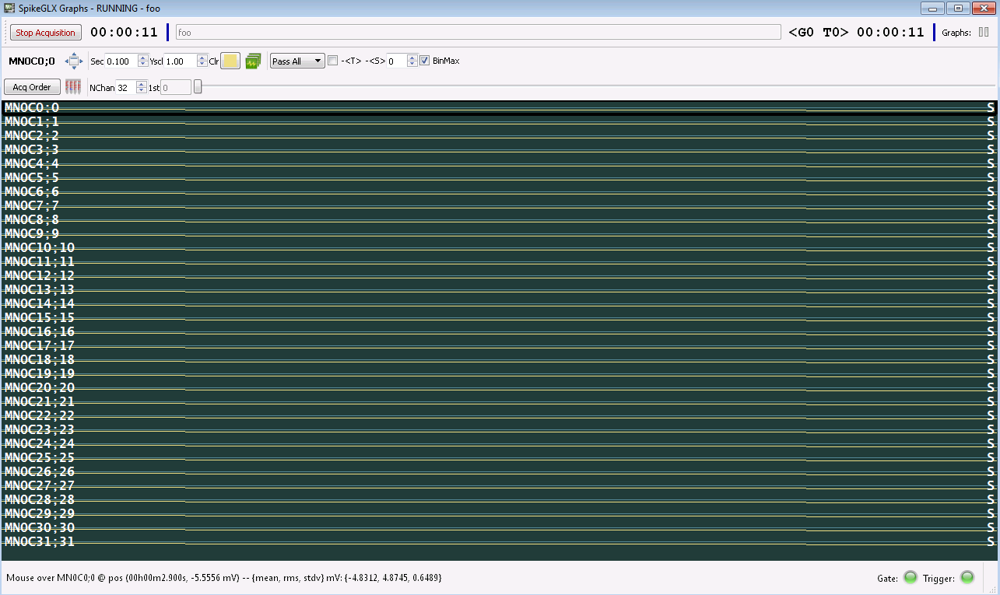 SpikeGLX Graphs - RUNNING - foo
Stop Acquisition 00:00:11 foo <G0 T0> 00:00:11 Graphs:
MN0C0;0 Sec 0.100 Yscl 1.00 Clr Pass All -<T> -<S> 0 BinMax
Acq Order NChan 32 1st 0
MN0C0;0 S
MN0C1;1 S
MN0C2;2 S
MN0C3;3 S
MN0C4;4 S
MN0C5;5 S
MN0C6;6 S
MN0C7;7 S
MN0C8;8 S
MN0C9;9 S
MN0C10;10 S
MN0C11;11 S
MN0C12;12 S
MN0C13;13 S
MN0C14;14 S
MN0C15;15 S
MN0C16;16 S
MN0C17;17 S
MN0C18;18 S
MN0C19;19 S
MN0C20;20 S
MN0C21;21 S
MN0C22;22 S
MN0C23;23 S
MN0C24;24 S
MN0C25;25 S
MN0C26;26 S
MN0C27;27 S
MN0C28;28 S
MN0C29;29 S
MN0C30;30 S
MN0C31;31 S
Mouse over MN0C0;0 @ pos (00h00m2.900s, -5.5556 mV) -- {mean, rms, stdv} mV: {-4.8312, 4.8745, 0.6489} Gate: Trigger: